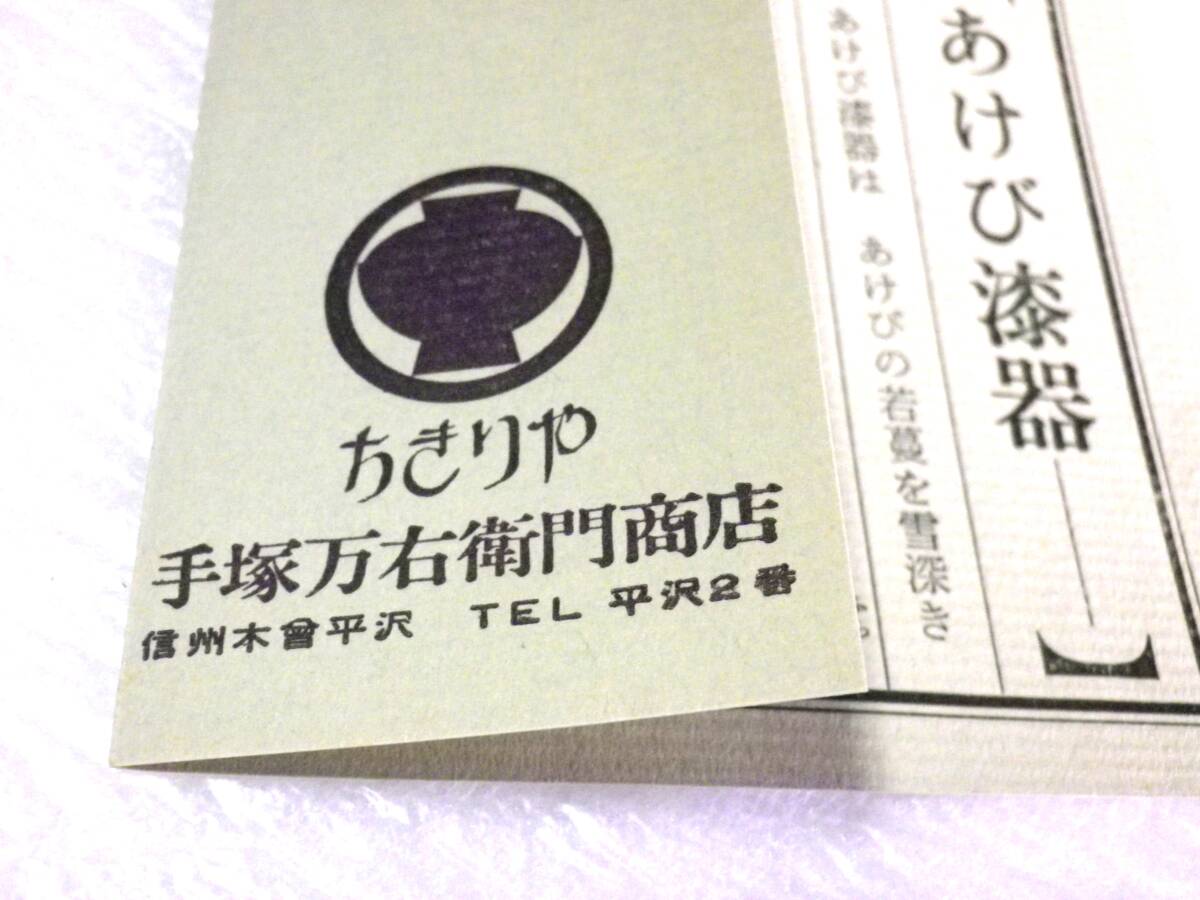 ちきりや
手塚万右衛門商店
信州木曾平沢 TEL 平沢2番
あけび漆器
あけび漆器は あけびの若蔓を雪深き